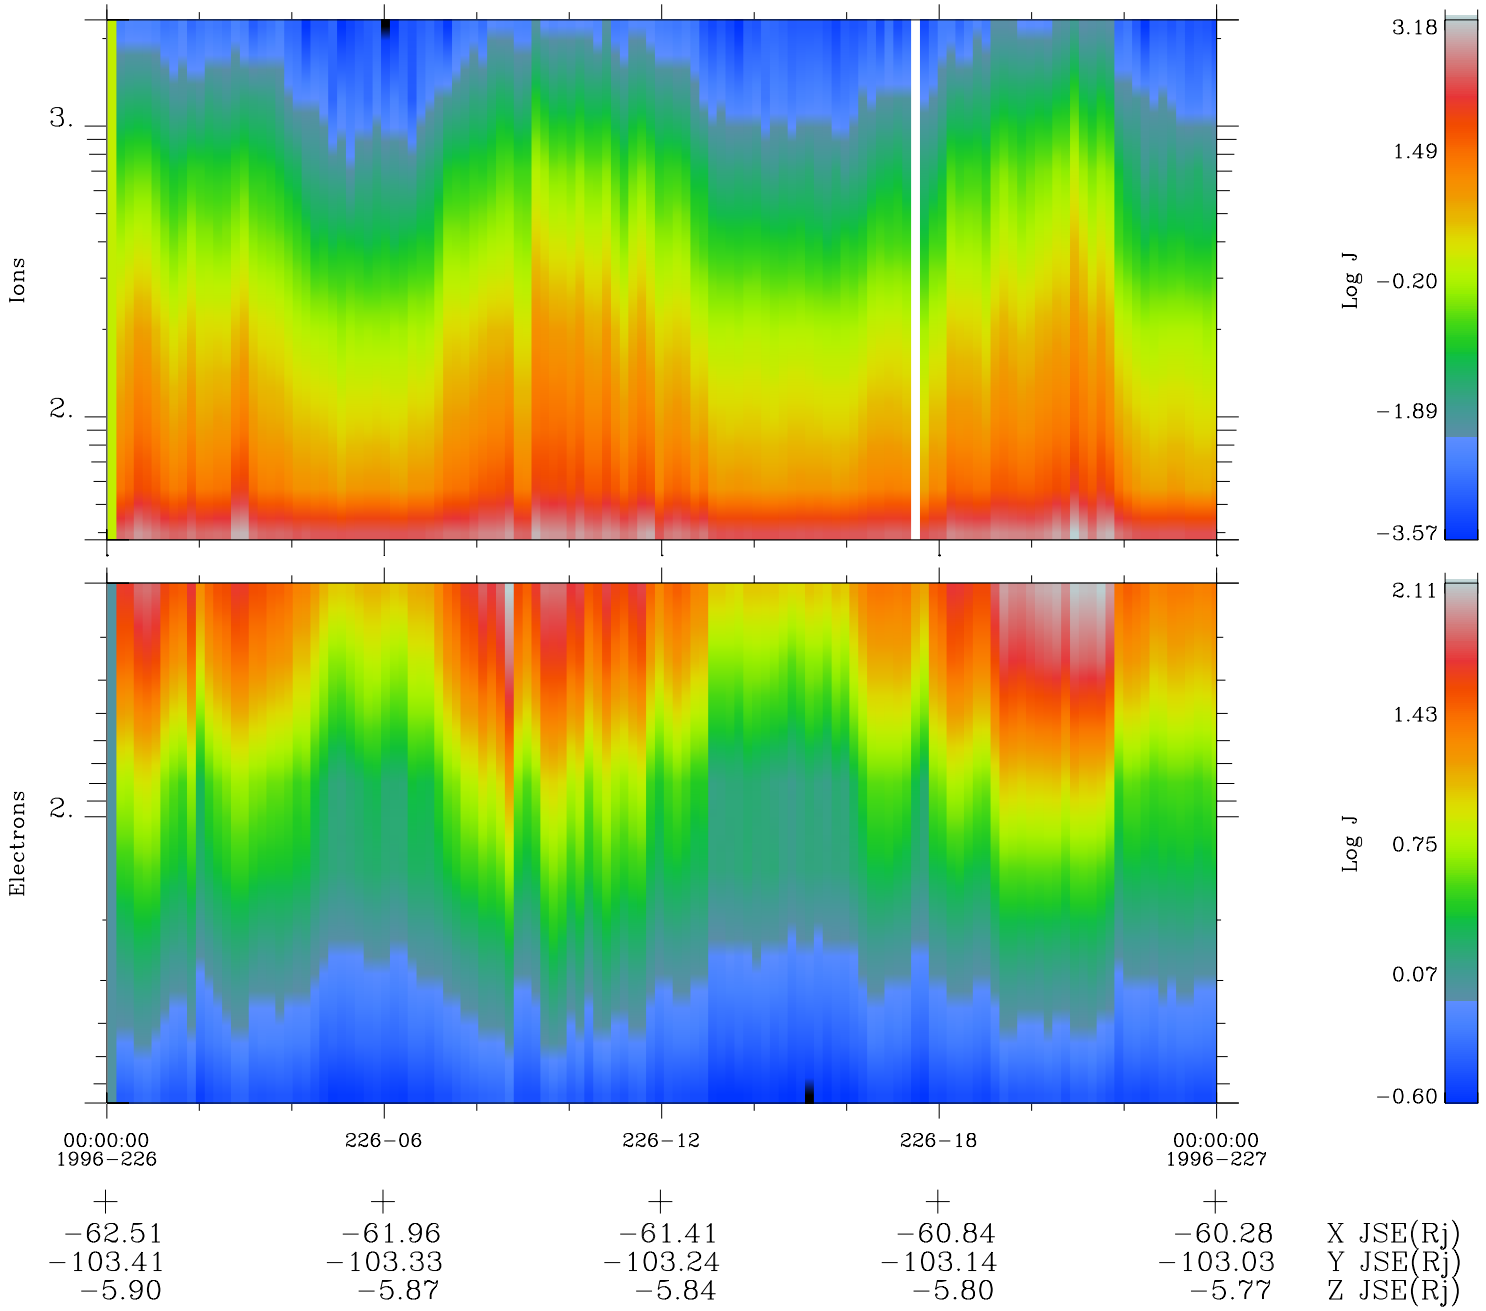 3.18
3.
1.49
Ions
Log J
-0.20
2.
-1.89
-3.57
2.11
1.43
Electrons
2.
Log J
0.75
0.07
-0.60
00:00:00 226-06 226-12 226-18 00:00:00
1996-226 1996-227
-62.51 -61.96 -61.41 -60.84 -60.28 X JSE(Rj)
-103.41 -103.33 -103.24 -103.14 -103.03 Y JSE(Rj)
-5.90 -5.87 -5.84 -5.80 -5.77 Z JSE(Rj)